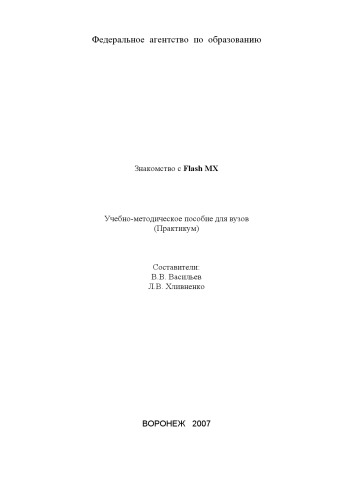 Федеральное агентство по образованию
Знакомство с Flash MX
Учебно-методическое пособие для вузов
(Практикум)
Составители:
В.В. Васильев
Л.В. Хливненко
ВОРОНЕЖ 2007